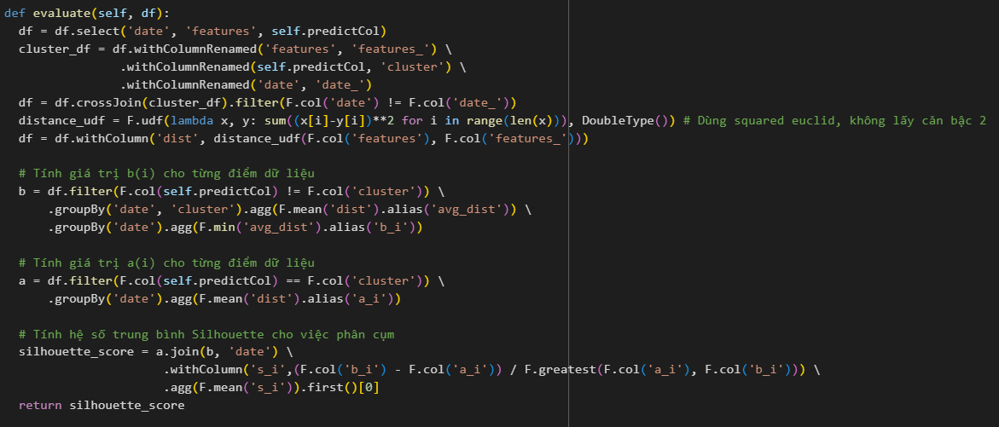 def evaluate(self, df):
  df = df.select('date', 'features', self.predictCol)
  cluster_df = df.withColumnRenamed('features', 'features_') \
                .withColumnRenamed(self.predictCol, 'cluster') \
                .withColumnRenamed('date', 'date_')
  df = df.crossJoin(cluster_df).filter(F.col('date') != F.col('date_'))
  distance_udf = F.udf(lambda x, y: sum((x[i]-y[i])**2 for i in range(len(x))), DoubleType()) # Dùng squared euclid, không lấy căn bậc 2
  df = df.withColumn('dist', distance_udf(F.col('features'), F.col('features_')))
  # Tính giá trị b(i) cho từng điểm dữ liệu
  b = df.filter(F.col(self.predictCol) != F.col('cluster')) \
      .groupBy('date', 'cluster').agg(F.mean('dist').alias('avg_dist')) \
      .groupBy('date').agg(F.min('avg_dist').alias('b_i'))
  # Tính giá trị a(i) cho từng điểm dữ liệu
  a = df.filter(F.col(self.predictCol) == F.col('cluster')) \
      .groupBy('date').agg(F.mean('dist').alias('a_i'))
  # Tính hệ số trung bình Silhouette cho việc phân cụm
  silhouette_score = a.join(b, 'date') \
                      .withColumn('s_i',(F.col('b_i') - F.col('a_i')) / F.greatest(F.col('a_i'), F.col('b_i'))) \
                      .agg(F.mean('s_i')).first()[0]
  return silhouette_score